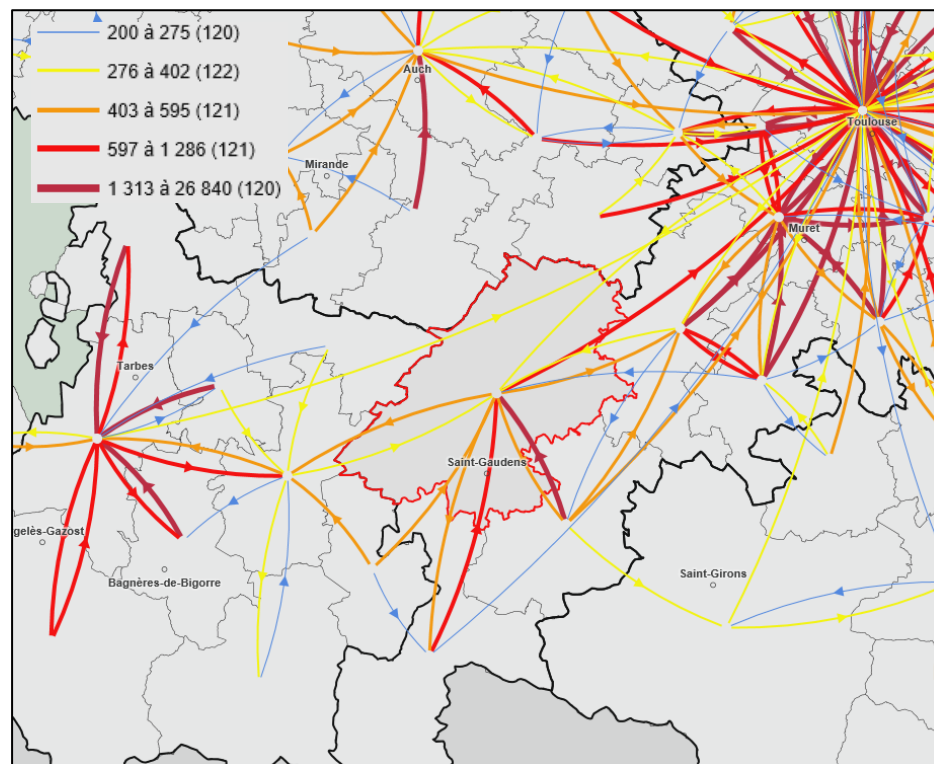 200 à 275 (120)
276 à 402 (122)
403 à 595 (121)
597 à 1 286 (121)
1 313 à 26 840 (120)
Auch
Toulouse
Mirande
Muret
Tarbes
Saint-Gaudens
gelès-Gazost
Bagnères-de-Bigorre
Saint-Girons